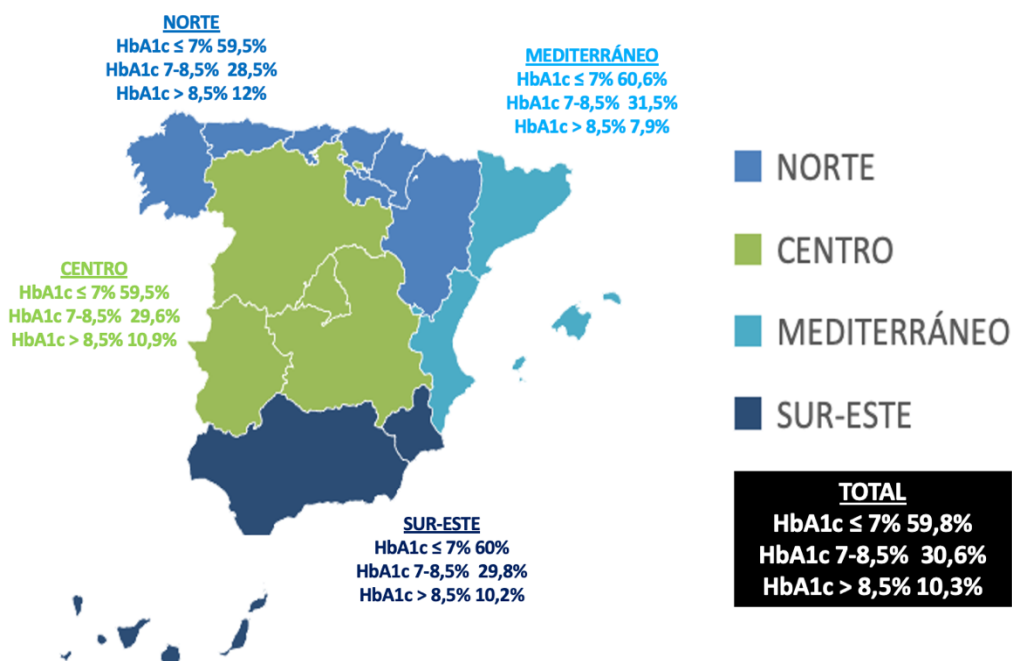 NORTE
HbA1c ≤ 7% 59,5%
HbA1c 7-8,5% 28,5%
HbA1c > 8,5% 12%
MEDITERRÁNEO
HbA1c ≤ 7% 60,6%
HbA1c 7-8,5% 31,5%
HbA1c > 8,5% 7,9%
CENTRO
HbA1c ≤ 7% 59,5%
HbA1c 7-8,5% 29,6%
HbA1c > 8,5% 10,9%
SUR-ESTE
HbA1c ≤ 7% 60%
HbA1c 7-8,5% 29,8%
HbA1c > 8,5% 10,2%
NORTE
CENTRO
MEDITERRÁNEO
SUR-ESTE
TOTAL
HbA1c ≤ 7% 59,8%
HbA1c 7-8,5% 30,6%
HbA1c > 8,5% 10,3%